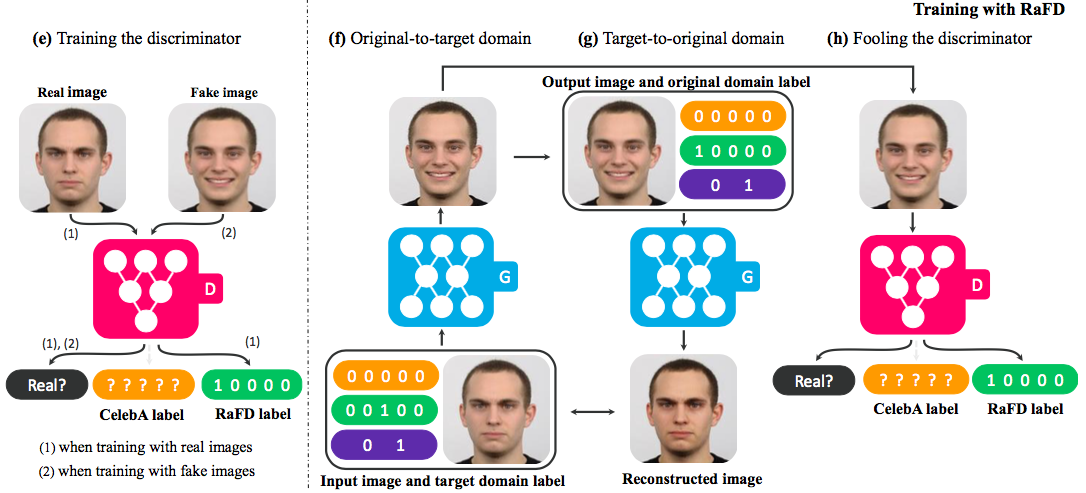 Training with RaFD
(e) Training the discriminator
(f) Original-to-target domain
(g) Target-to-original domain
(h) Fooling the discriminator
Real image
Fake image
(1)
(2)
D
(1), (2)
(1)
Real?
? ? ? ? ?
1 0 0 0 0
CelebA label
RaFD label
(1) when training with real images
(2) when training with fake images
G
0 0 0 0 0
0 0 1 0 0
0 1
Input image and target domain label
Output image and original domain label
0 0 0 0 0
1 0 0 0 0
0 1
G
Reconstructed image
D
Real?
? ? ? ? ?
1 0 0 0 0
CelebA label
RaFD label